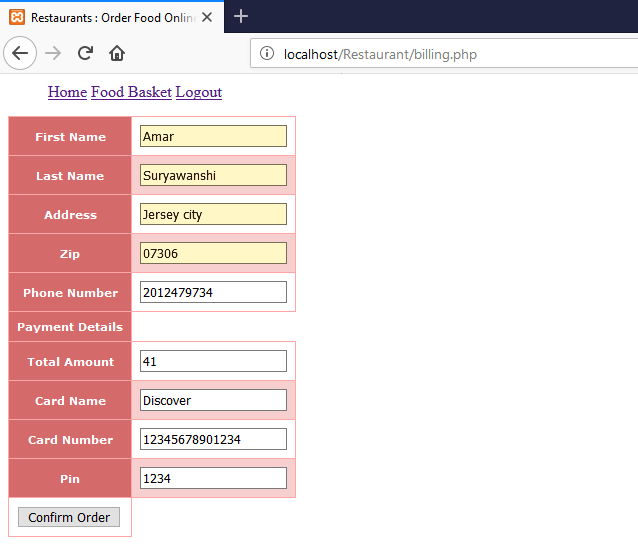 Restaurants : Order Food Online
localhost/Restaurant/billing.php
Home Food Basket Logout
First Name Amar
Last Name Suryawanshi
Address Jersey city
Zip 07306
Phone Number 2012479734
Payment Details
Total Amount 41
Card Name Discover
Card Number 12345678901234
Pin 1234
Confirm Order